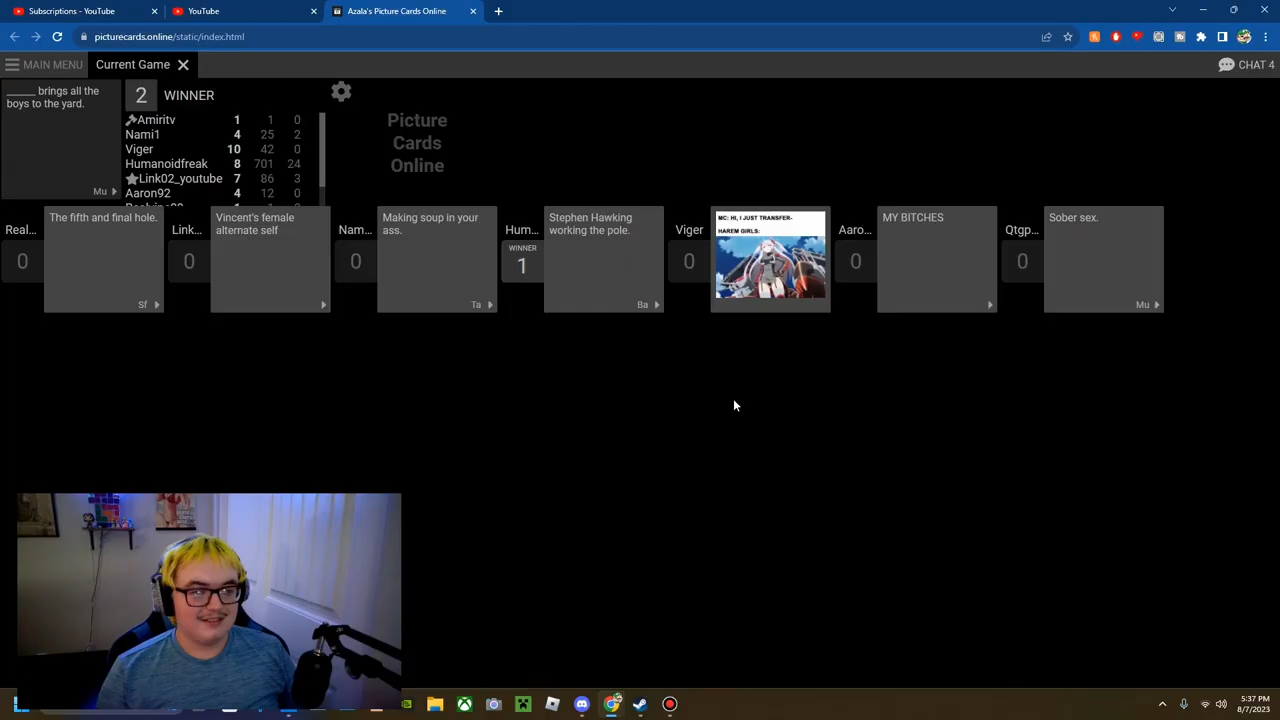 Subscriptions - YouTube
YouTube
Azala's Picture Cards Online
picturecards.online/static/index.html
MAIN MENU
Current Game
CHAT 4
______ brings all the
boys to the yard.
Mu
2 WINNER
Amiritv 1 1 0
Nami1 4 25 2
Viger 10 42 0
Humanoidfreak 8 701 24
Link02_youtube 7 86 3
Aaron92 4 12 0
Picture
Cards
Online
Real...
0
The fifth and final hole.
Sf
Link...
0
Vincent's female
alternate self
Nam...
0
Making soup in your
ass.
Ta
Hum...
WINNER
1
Stephen Hawking
working the pole.
Ba
Viger
0
MC: HI, I JUST TRANSFER-
HAREM GIRLS:
Aaro...
0
MY BITCHES
Qtgp...
0
Sober sex.
Mu
5:37 PM
8/7/2023